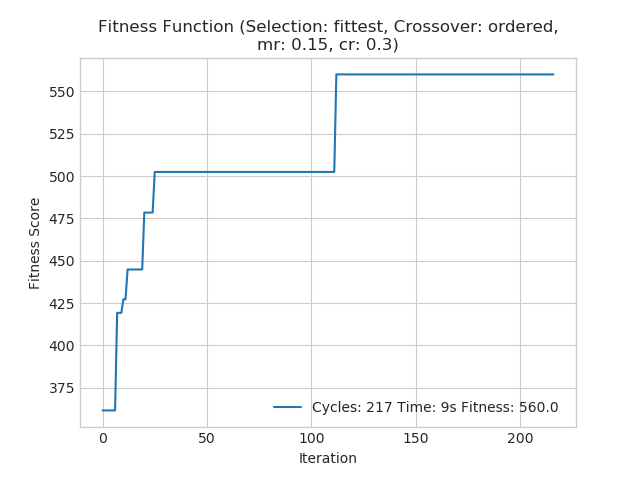 Fitness Function (Selection: fittest, Crossover: ordered,
mr: 0.15, cr: 0.3)
Fitness Score
550
525
500
475
450
425
400
375
Cycles: 217 Time: 9s Fitness: 560.0
0 50 100 150 200
Iteration